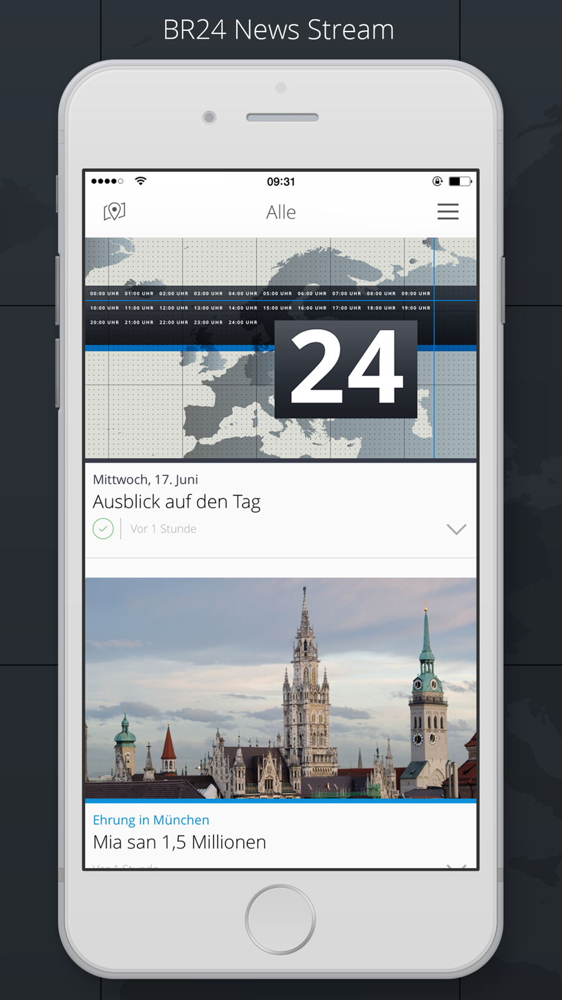 BR24 News Stream
09:31
Alle
00:00 UHR 01:00 UHR 02:00 UHR 03:00 UHR 04:00 UHR 05:00 UHR 06:00 UHR 07:00 UHR 08:00 UHR 09:00 UHR
10:00 UHR 11:00 UHR 12:00 UHR 13:00 UHR 14:00 UHR 15:00 UHR 16:00 UHR 17:00 UHR 18:00 UHR 19:00 UHR
20:00 UHR 21:00 UHR 22:00 UHR 23:00 UHR 24:00 UHR
24
Mittwoch, 17. Juni
Ausblick auf den Tag
Vor 1 Stunde
Ehrung in München
Mia san 1,5 Millionen
Vor 1 Stunde